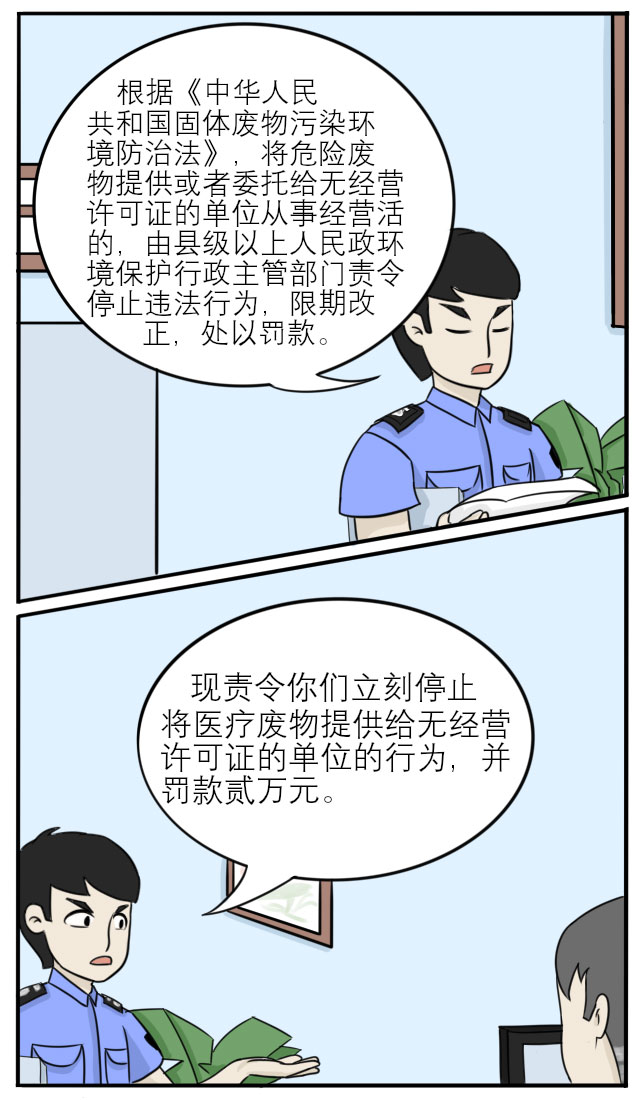 根据《中华人民
共和国固体废物污染环
境防治法》，将危险废
物提供或者委托给无经营
许可证的单位从事经营活
的，由县级以上人民政环
境保护行政主管部门责令
停止违法行为，限期改
正，处以罚款。
现责令你们立刻停止
将医疗废物提供给无经营
许可证的单位的行为，并
罚款贰万元。